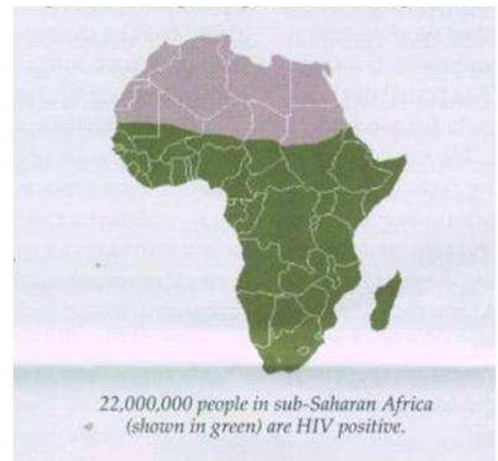 22,000,000 people in sub-Saharan Africa
(shown in green) are HIV positive.